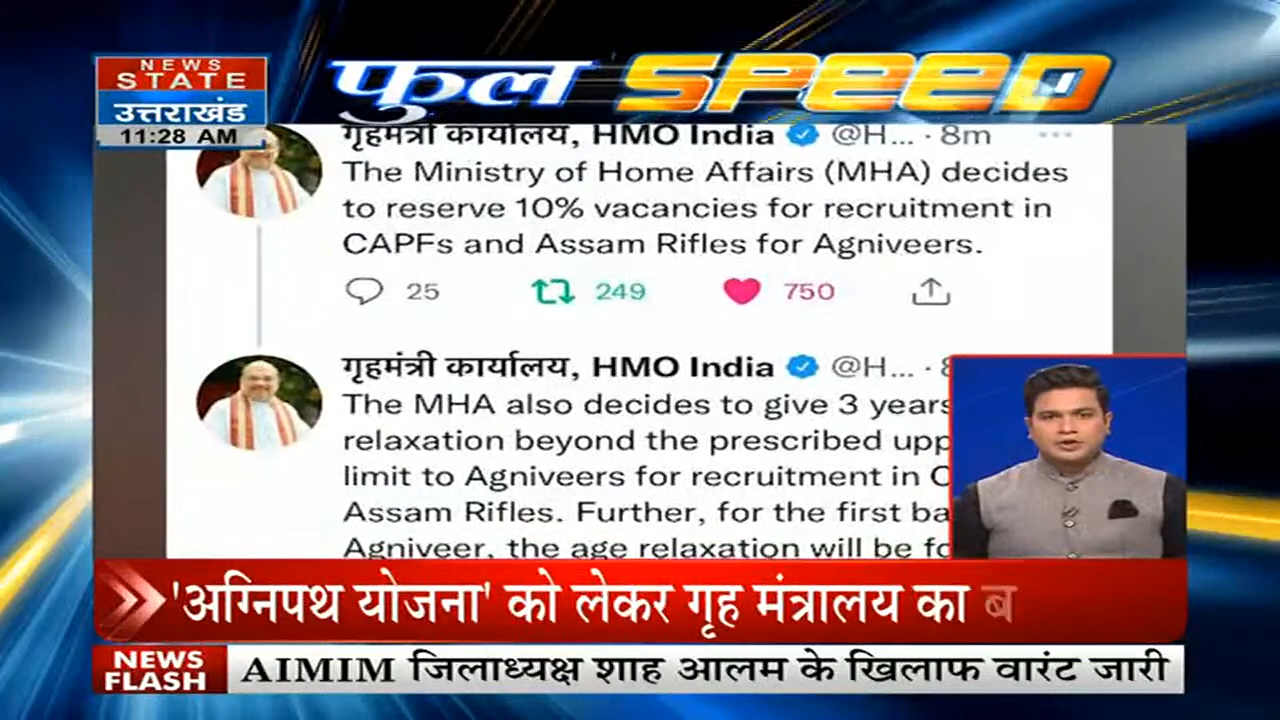 NEWS
STATE
उत्तराखंड
11:28 AM
फुल SPEED
गृहमंत्री कार्यालय, HMO India @H... · 8m
The Ministry of Home Affairs (MHA) decides
to reserve 10% vacancies for recruitment in
CAPFs and Assam Rifles for Agniveers.
25 249 750
गृहमंत्री कार्यालय, HMO India @H... ·
The MHA also decides to give 3 years
relaxation beyond the prescribed upp
limit to Agniveers for recruitment in C
Assam Rifles. Further, for the first ba
Agniveer, the age relaxation will be fo
'अग्निपथ योजना' को लेकर गृह मंत्रालय का ब
NEWS
FLASH
AIMIM जिलाध्यक्ष शाह आलम के खिलाफ वारंट जारी